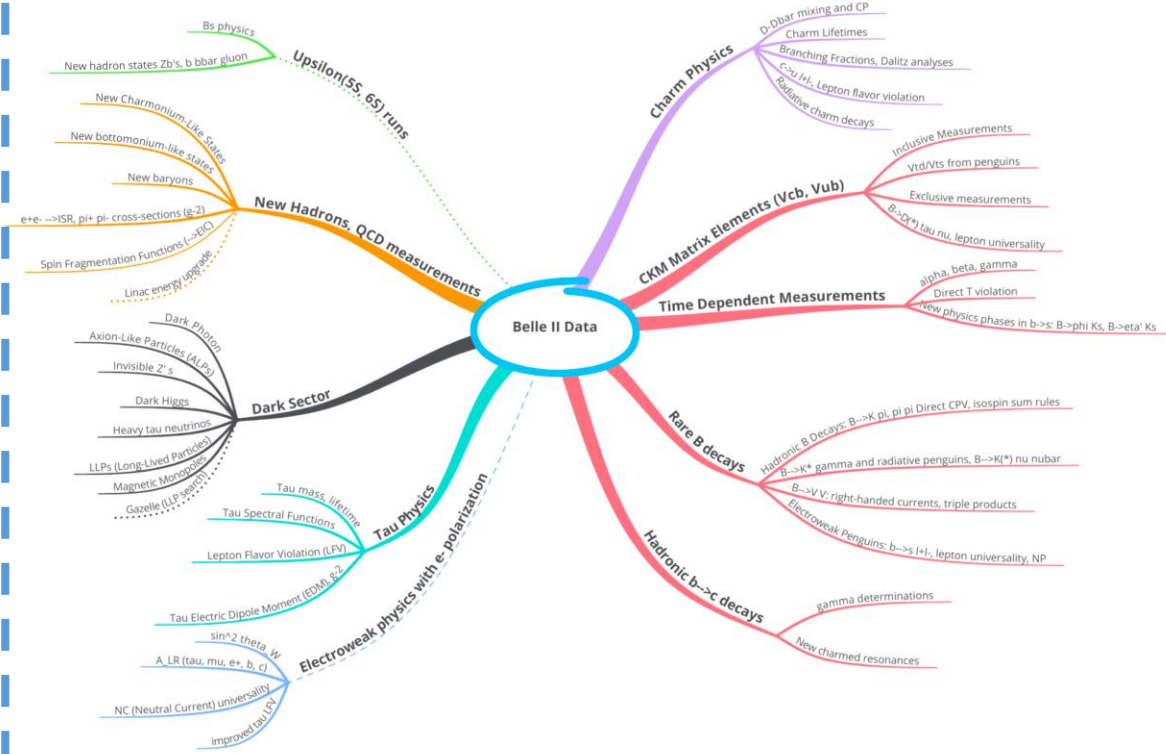 Belle II Data
Charm Physics
D-Dbar mixing and CP
Charm Lifetimes
Branching Fractions, Dalitz analyses
c->u l+l-, Lepton flavor violation
Radiative charm decays
CKM Matrix Elements (Vcb, Vub)
Inclusive Measurements
Vtd/Vts from penguins
Exclusive measurements
B->D(*) tau nu, lepton universality
Time Dependent Measurements
alpha, beta, gamma
Direct T violation
New physics phases in b->s: B->phi Ks, B->eta' Ks
Rare B decays
Hadronic B Decays: B-->K pi, pi pi Direct CPV, isospin sum rules
B-->K* gamma and radiative penguins, B-->K(*) nu nubar
B-->V V: right-handed currents, triple products
Electroweak Penguins: b-->s l+l-, lepton universality, NP
Hadronic b-->c decays
gamma determinations
New charmed resonances
Upsilon(5S, 6S) runs
Bs physics
New hadron states Zb's, b bbar gluon
New Hadrons, QCD measurements
New Charmonium-Like States
New bottomonium-like states
New baryons
e+e- -->ISR, pi+ pi- cross-sections (g-2)
Spin Fragmentation Functions (-->EIC)
Linac energy upgrade
Dark Sector
Dark Photon
Axion-Like Particles (ALPs)
Invisible Z' s
Dark Higgs
Heavy tau neutrinos
LLPs (Long-Lived Particles)
Magnetic Monopoles
Gazelle (LLP search)
Tau Physics
Tau mass, lifetime
Tau Spectral Functions
Lepton Flavor Violation (LFV)
Tau Electric Dipole Moment (EDM), g-2
Electroweak physics with e- polarization
sin^2 theta_W
A_LR (tau, mu, e+, b, c)
NC (Neutral Current) universality
improved tau LFV